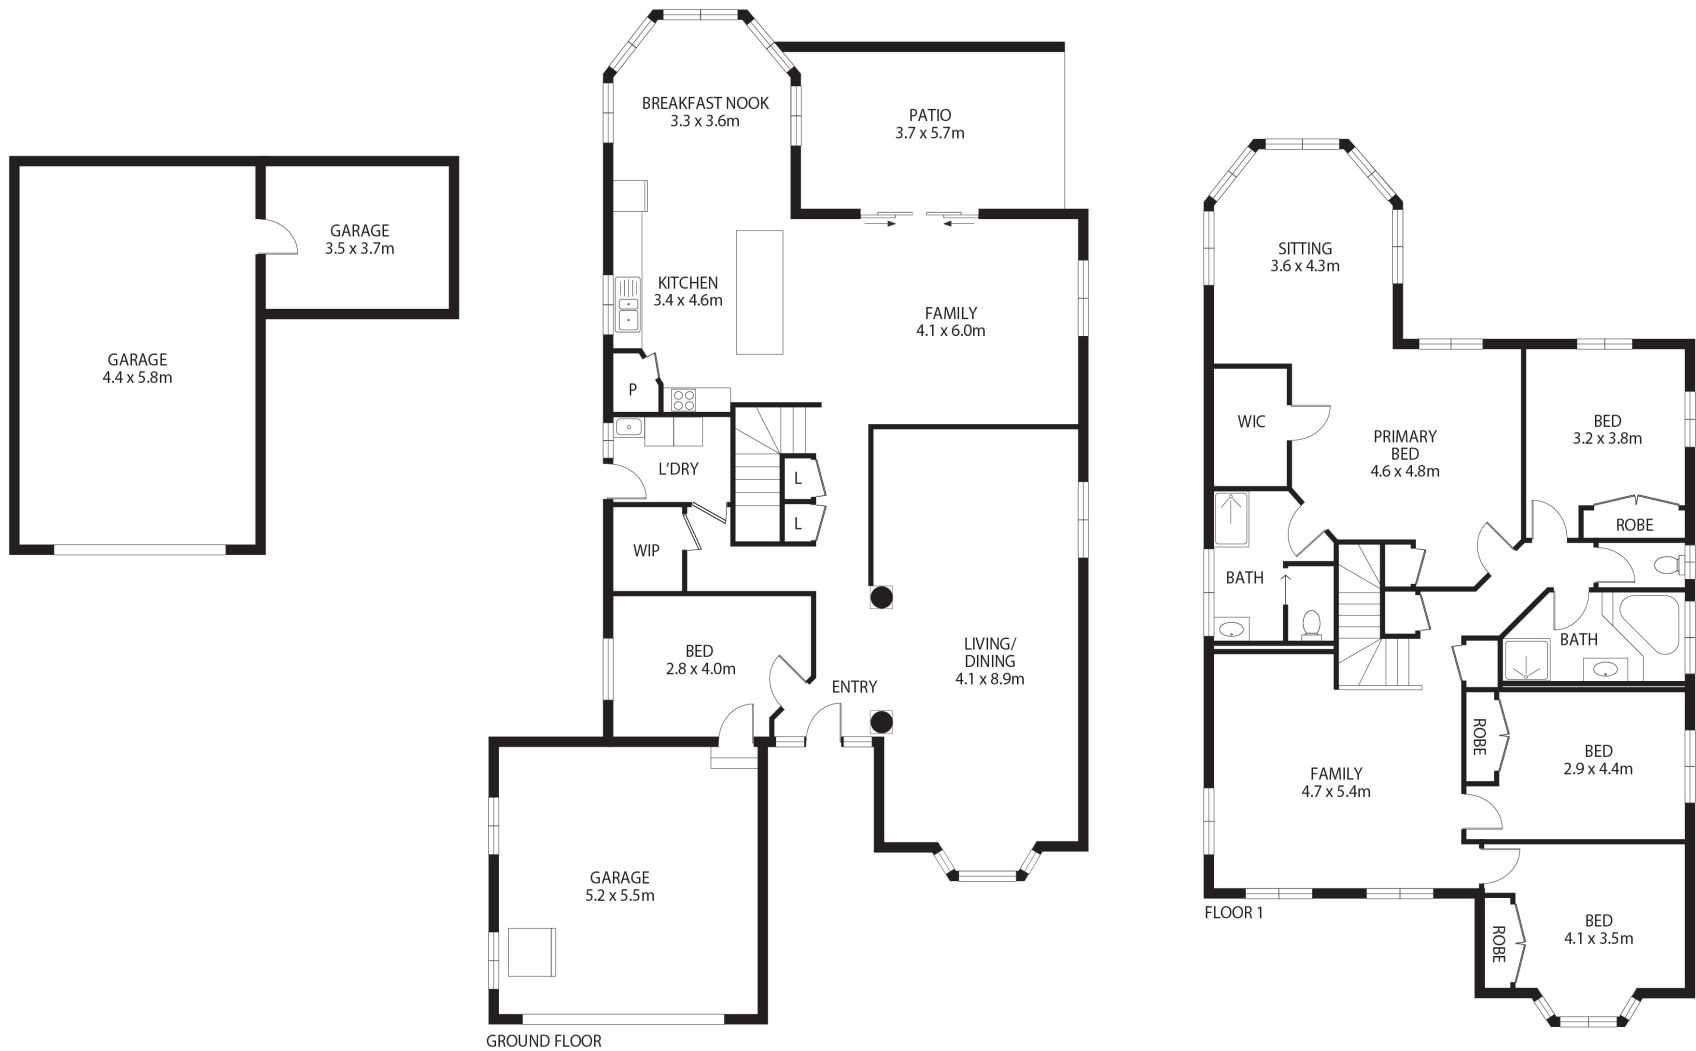 GARAGE
4.4 x 5.8m
GARAGE
3.5 x 3.7m
BREAKFAST NOOK
3.3 x 3.6m
PATIO
3.7 x 5.7m
KITCHEN
3.4 x 4.6m
FAMILY
4.1 x 6.0m
P
L'DRY
L
L
WIP
BED
2.8 x 4.0m
ENTRY
LIVING/
DINING
4.1 x 8.9m
GARAGE
5.2 x 5.5m
GROUND FLOOR
SITTING
3.6 x 4.3m
WIC
PRIMARY
BED
4.6 x 4.8m
BED
3.2 x 3.8m
ROBE
BATH
BATH
ROBE
BED
2.9 x 4.4m
FAMILY
4.7 x 5.4m
ROBE
BED
4.1 x 3.5m
FLOOR 1